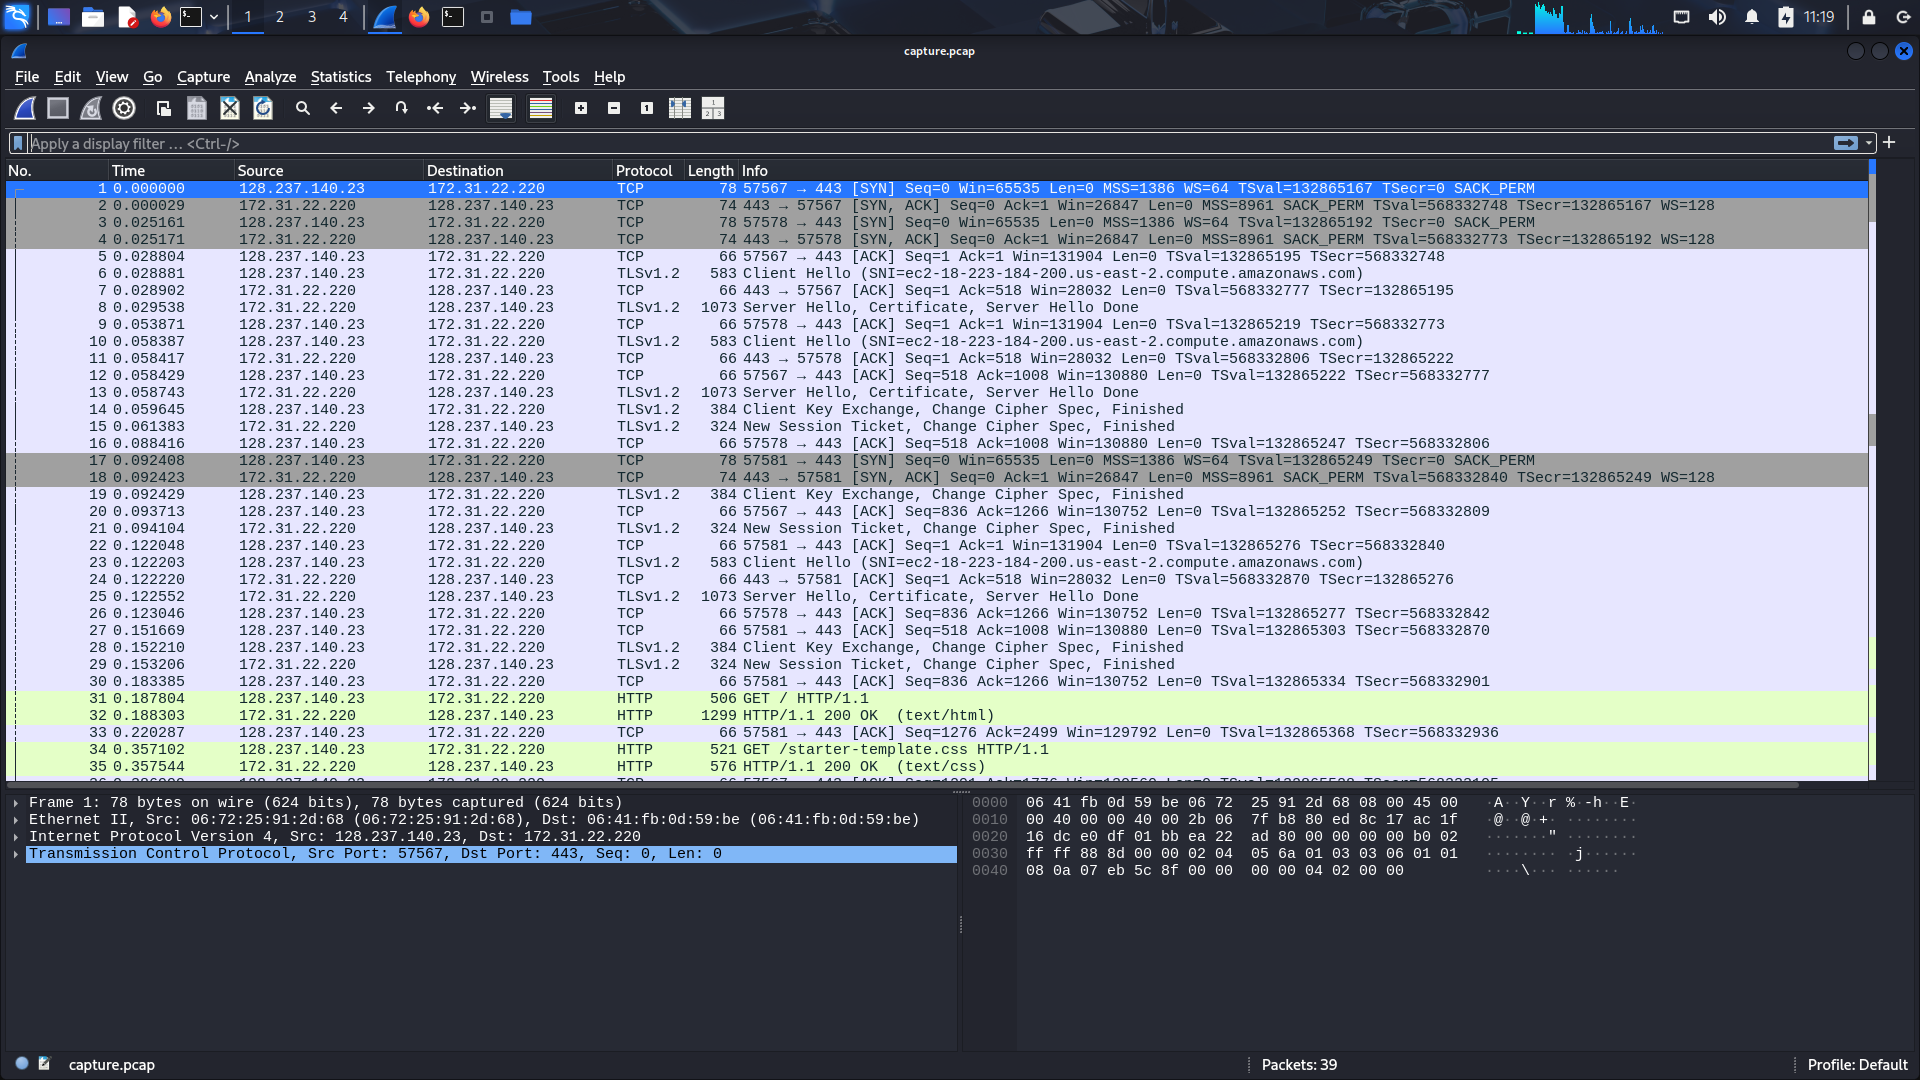 1 2 3 4 11:19
capture.pcap
File Edit View Go Capture Analyze Statistics Telephony Wireless Tools Help
Apply a display filter … <Ctrl-/>
No. Time Source Destination Protocol Length Info
1 0.000000 128.237.140.23 172.31.22.220 TCP 78 57567 → 443 [SYN] Seq=0 Win=65535 Len=0 MSS=1386 WS=64 TSval=132865167 TSecr=0 SACK_PERM
2 0.000029 172.31.22.220 128.237.140.23 TCP 74 443 → 57567 [SYN, ACK] Seq=0 Ack=1 Win=26847 Len=0 MSS=8961 SACK_PERM TSval=568332748 TSecr=132865167 WS=128
3 0.025161 128.237.140.23 172.31.22.220 TCP 78 57578 → 443 [SYN] Seq=0 Win=65535 Len=0 MSS=1386 WS=64 TSval=132865192 TSecr=0 SACK_PERM
4 0.025171 172.31.22.220 128.237.140.23 TCP 74 443 → 57578 [SYN, ACK] Seq=0 Ack=1 Win=26847 Len=0 MSS=8961 SACK_PERM TSval=568332773 TSecr=132865192 WS=128
5 0.028804 128.237.140.23 172.31.22.220 TCP 66 57567 → 443 [ACK] Seq=1 Ack=1 Win=131904 Len=0 TSval=132865195 TSecr=568332748
6 0.028881 128.237.140.23 172.31.22.220 TLSv1.2 583 Client Hello (SNI=ec2-18-223-184-200.us-east-2.compute.amazonaws.com)
7 0.028902 172.31.22.220 128.237.140.23 TCP 66 443 → 57567 [ACK] Seq=1 Ack=518 Win=28032 Len=0 TSval=568332777 TSecr=132865195
8 0.029538 172.31.22.220 128.237.140.23 TLSv1.2 1073 Server Hello, Certificate, Server Hello Done
9 0.053871 128.237.140.23 172.31.22.220 TCP 66 57578 → 443 [ACK] Seq=1 Ack=1 Win=131904 Len=0 TSval=132865219 TSecr=568332773
10 0.058387 128.237.140.23 172.31.22.220 TLSv1.2 583 Client Hello (SNI=ec2-18-223-184-200.us-east-2.compute.amazonaws.com)
11 0.058417 172.31.22.220 128.237.140.23 TCP 66 443 → 57578 [ACK] Seq=1 Ack=518 Win=28032 Len=0 TSval=568332806 TSecr=132865222
12 0.058429 128.237.140.23 172.31.22.220 TCP 66 57567 → 443 [ACK] Seq=518 Ack=1008 Win=130880 Len=0 TSval=132865222 TSecr=568332777
13 0.058743 172.31.22.220 128.237.140.23 TLSv1.2 1073 Server Hello, Certificate, Server Hello Done
14 0.059645 128.237.140.23 172.31.22.220 TLSv1.2 384 Client Key Exchange, Change Cipher Spec, Finished
15 0.061383 172.31.22.220 128.237.140.23 TLSv1.2 324 New Session Ticket, Change Cipher Spec, Finished
16 0.088416 128.237.140.23 172.31.22.220 TCP 66 57578 → 443 [ACK] Seq=518 Ack=1008 Win=130880 Len=0 TSval=132865247 TSecr=568332806
17 0.092408 128.237.140.23 172.31.22.220 TCP 78 57581 → 443 [SYN] Seq=0 Win=65535 Len=0 MSS=1386 WS=64 TSval=132865249 TSecr=0 SACK_PERM
18 0.092423 172.31.22.220 128.237.140.23 TCP 74 443 → 57581 [SYN, ACK] Seq=0 Ack=1 Win=26847 Len=0 MSS=8961 SACK_PERM TSval=568332840 TSecr=132865249 WS=128
19 0.092429 128.237.140.23 172.31.22.220 TLSv1.2 384 Client Key Exchange, Change Cipher Spec, Finished
20 0.093713 128.237.140.23 172.31.22.220 TCP 66 57567 → 443 [ACK] Seq=836 Ack=1266 Win=130752 Len=0 TSval=132865252 TSecr=568332809
21 0.094104 172.31.22.220 128.237.140.23 TLSv1.2 324 New Session Ticket, Change Cipher Spec, Finished
22 0.122048 128.237.140.23 172.31.22.220 TCP 66 57581 → 443 [ACK] Seq=1 Ack=1 Win=131904 Len=0 TSval=132865276 TSecr=568332840
23 0.122203 128.237.140.23 172.31.22.220 TLSv1.2 583 Client Hello (SNI=ec2-18-223-184-200.us-east-2.compute.amazonaws.com)
24 0.122220 172.31.22.220 128.237.140.23 TCP 66 443 → 57581 [ACK] Seq=1 Ack=518 Win=28032 Len=0 TSval=568332870 TSecr=132865276
25 0.122552 172.31.22.220 128.237.140.23 TLSv1.2 1073 Server Hello, Certificate, Server Hello Done
26 0.123046 128.237.140.23 172.31.22.220 TCP 66 57578 → 443 [ACK] Seq=836 Ack=1266 Win=130752 Len=0 TSval=132865277 TSecr=568332842
27 0.151669 128.237.140.23 172.31.22.220 TCP 66 57581 → 443 [ACK] Seq=518 Ack=1008 Win=130880 Len=0 TSval=132865303 TSecr=568332870
28 0.152210 128.237.140.23 172.31.22.220 TLSv1.2 384 Client Key Exchange, Change Cipher Spec, Finished
29 0.153206 172.31.22.220 128.237.140.23 TLSv1.2 324 New Session Ticket, Change Cipher Spec, Finished
30 0.183385 128.237.140.23 172.31.22.220 TCP 66 57581 → 443 [ACK] Seq=836 Ack=1266 Win=130752 Len=0 TSval=132865334 TSecr=568332901
31 0.187804 128.237.140.23 172.31.22.220 HTTP 506 GET / HTTP/1.1
32 0.188303 172.31.22.220 128.237.140.23 HTTP 1299 HTTP/1.1 200 OK (text/html)
33 0.220287 128.237.140.23 172.31.22.220 TCP 66 57581 → 443 [ACK] Seq=1276 Ack=2499 Win=129792 Len=0 TSval=132865368 TSecr=568332936
34 0.357102 128.237.140.23 172.31.22.220 HTTP 521 GET /starter-template.css HTTP/1.1
35 0.357544 172.31.22.220 128.237.140.23 HTTP 576 HTTP/1.1 200 OK (text/css)
Frame 1: 78 bytes on wire (624 bits), 78 bytes captured (624 bits)
Ethernet II, Src: 06:72:25:91:2d:68 (06:72:25:91:2d:68), Dst: 06:41:fb:0d:59:be (06:41:fb:0d:59:be)
Internet Protocol Version 4, Src: 128.237.140.23, Dst: 172.31.22.220
Transmission Control Protocol, Src Port: 57567, Dst Port: 443, Seq: 0, Len: 0
0000 06 41 fb 0d 59 be 06 72 25 91 2d 68 08 00 45 00 ·A··Y··r %·-h··E·
0010 00 40 00 00 40 00 2b 06 7f b8 80 ed 8c 17 ac 1f ·@··@·+· ········
0020 16 dc e0 df 01 bb ea 22 ad 80 00 00 00 00 b0 02 ·······" ········
0030 ff ff 88 8d 00 00 02 04 05 6a 01 03 03 06 01 01 ········ ·j······
0040 08 0a 07 eb 5c 8f 00 00 00 00 04 02 00 00 ····\··· ······
capture.pcap Packets: 39 Profile: Default